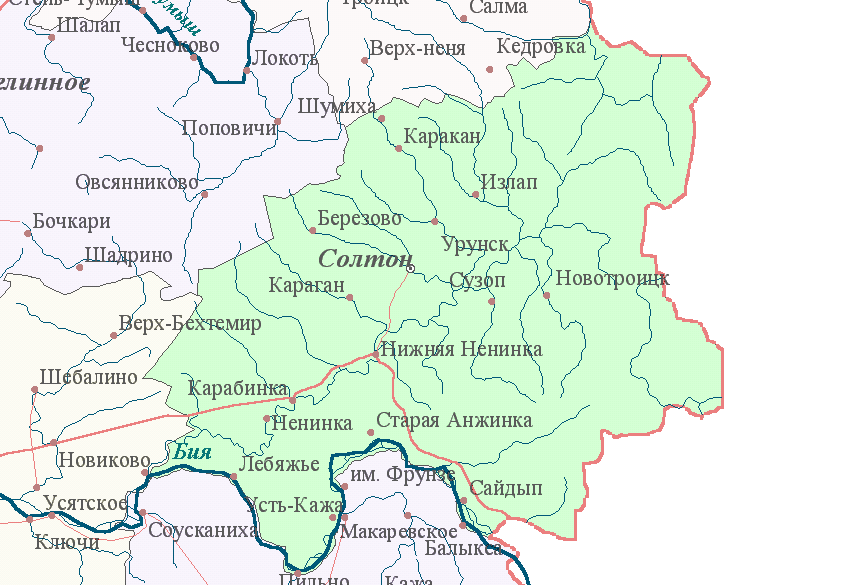 Салма
Шалап
Чесноково
Верх-неня
Кедровка
Локоть
Шумиха
Поповичи
Каракан
Овсянниково
Излап
Бочкари
Березово
Урунск
Шадрино
Солтон
Сузоп
Новотроицк
Караган
Верх-Бехтемир
Нижняя Ненинка
Шебалино
Карабинка
Ненинка
Старая Анжинка
Бия
Новиково
Лебяжье
им. Фрунзе
Сайдып
Усятское
Усть-Кажа
Соусканиха
Макаревское
Ключи
Балыкса
Пильно
Кажа